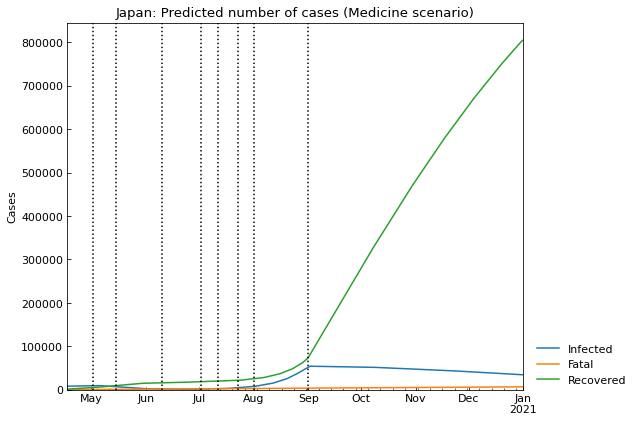 Japan: Predicted number of cases (Medicine scenario)
800000
700000
600000
500000
400000
300000
200000
100000
0
Cases
May Jun Jul Aug Sep Oct Nov Dec Jan
2021
Infected
Fatal
Recovered